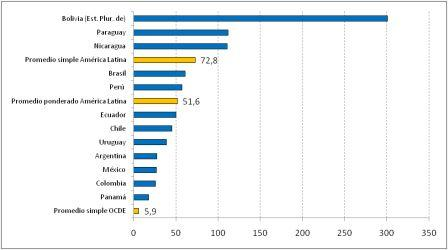 Bolivia (Est. Plur. de)
Paraguay
Nicaragua
Promedio simple América Latina
72,8
Brasil
Perú
Promedio ponderado América Latina
51,6
Ecuador
Chile
Uruguay
Argentina
México
Colombia
Panamá
Promedio simple OCDE
5,9
0 50 100 150 200 250 300 350